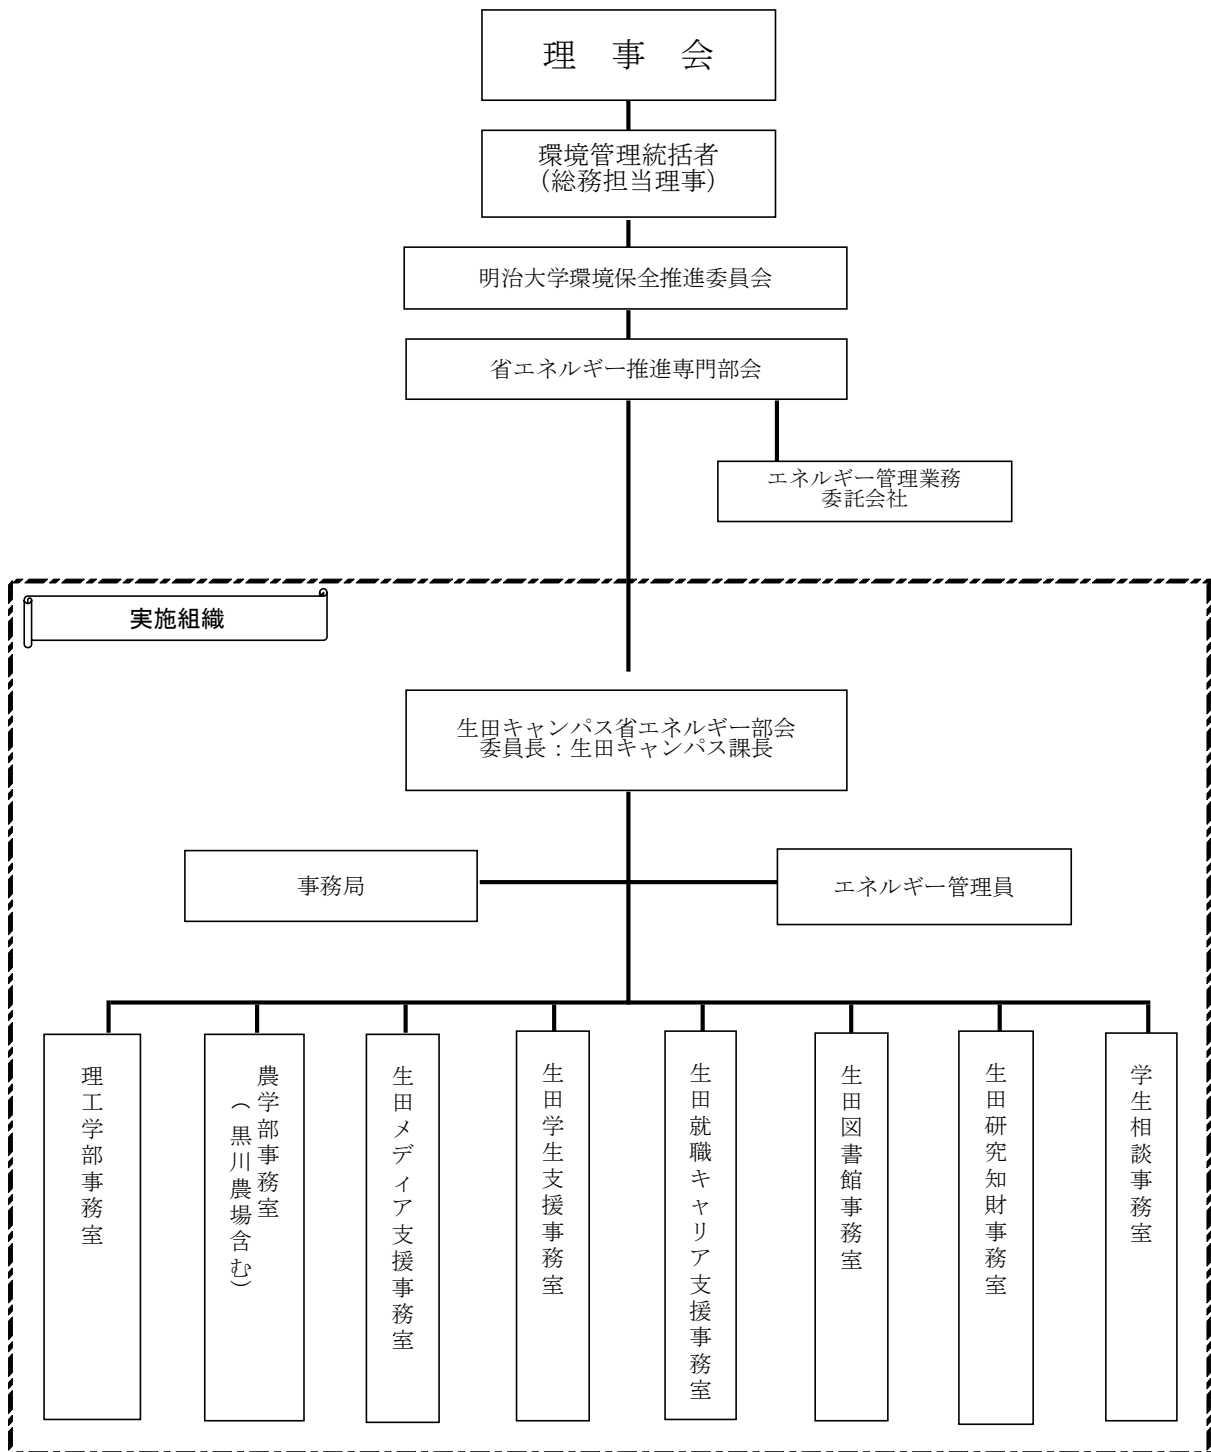 理 事 会
環境管理統括者
(総務担当理事)
明治大学環境保全推進委員会
省エネルギー推進専門部会
エネルギー管理業務
委託会社
実施組織
生田キャンパス省エネルギー部会
委員長：生田キャンパス課長
事務局
エネルギー管理員
理工学部事務室
農学部事務室
（黒川農場含む）
生田メディア支援事務室
生田学生支援事務室
生田就職キャリア支援事務室
生田図書館事務室
生田研究知財事務室
学生相談事務室